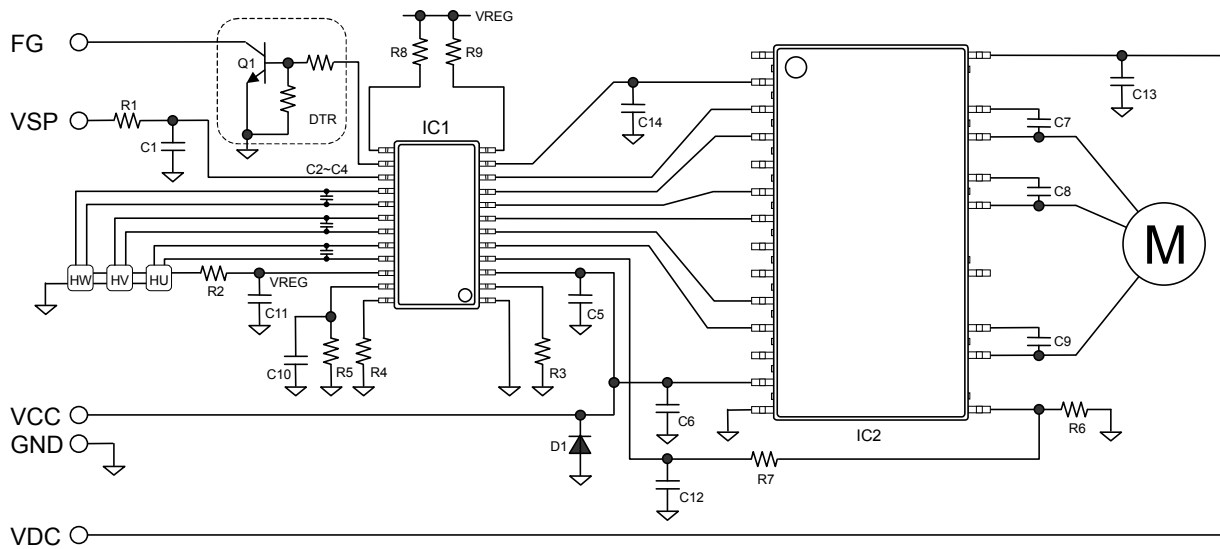 VREG
FG
R8
R9
Q1
C13
DTR
VSP
R1
C14
C7
IC1
C1
C2~C4
C8
M
HW
HV
HU
R2
VREG
C11
C5
C9
C10
R5
R4
R3
VCC
C6
R6
GND
D1
IC2
R7
C12
VDC